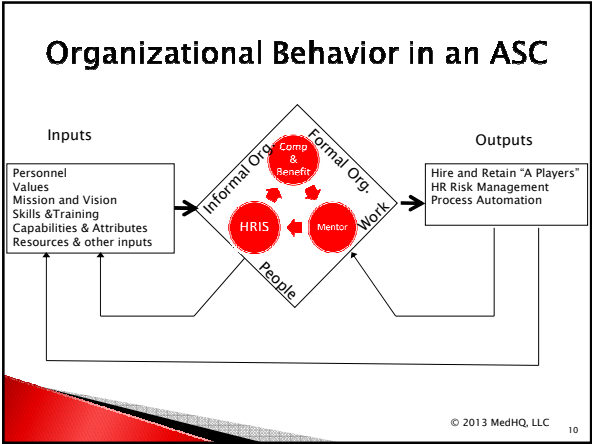 Organizational Behavior in an ASC
Inputs
Personnel
Values
Mission and Vision
Skills &Training
Capabilities & Attributes
Resources & other inputs
Informal Org.
Formal Org.
Comp
&
Benefit
HRIS
Mentor
Work
People
Outputs
Hire and Retain “A Players”
HR Risk Management
Process Automation
© 2013 MedHQ, LLC
10